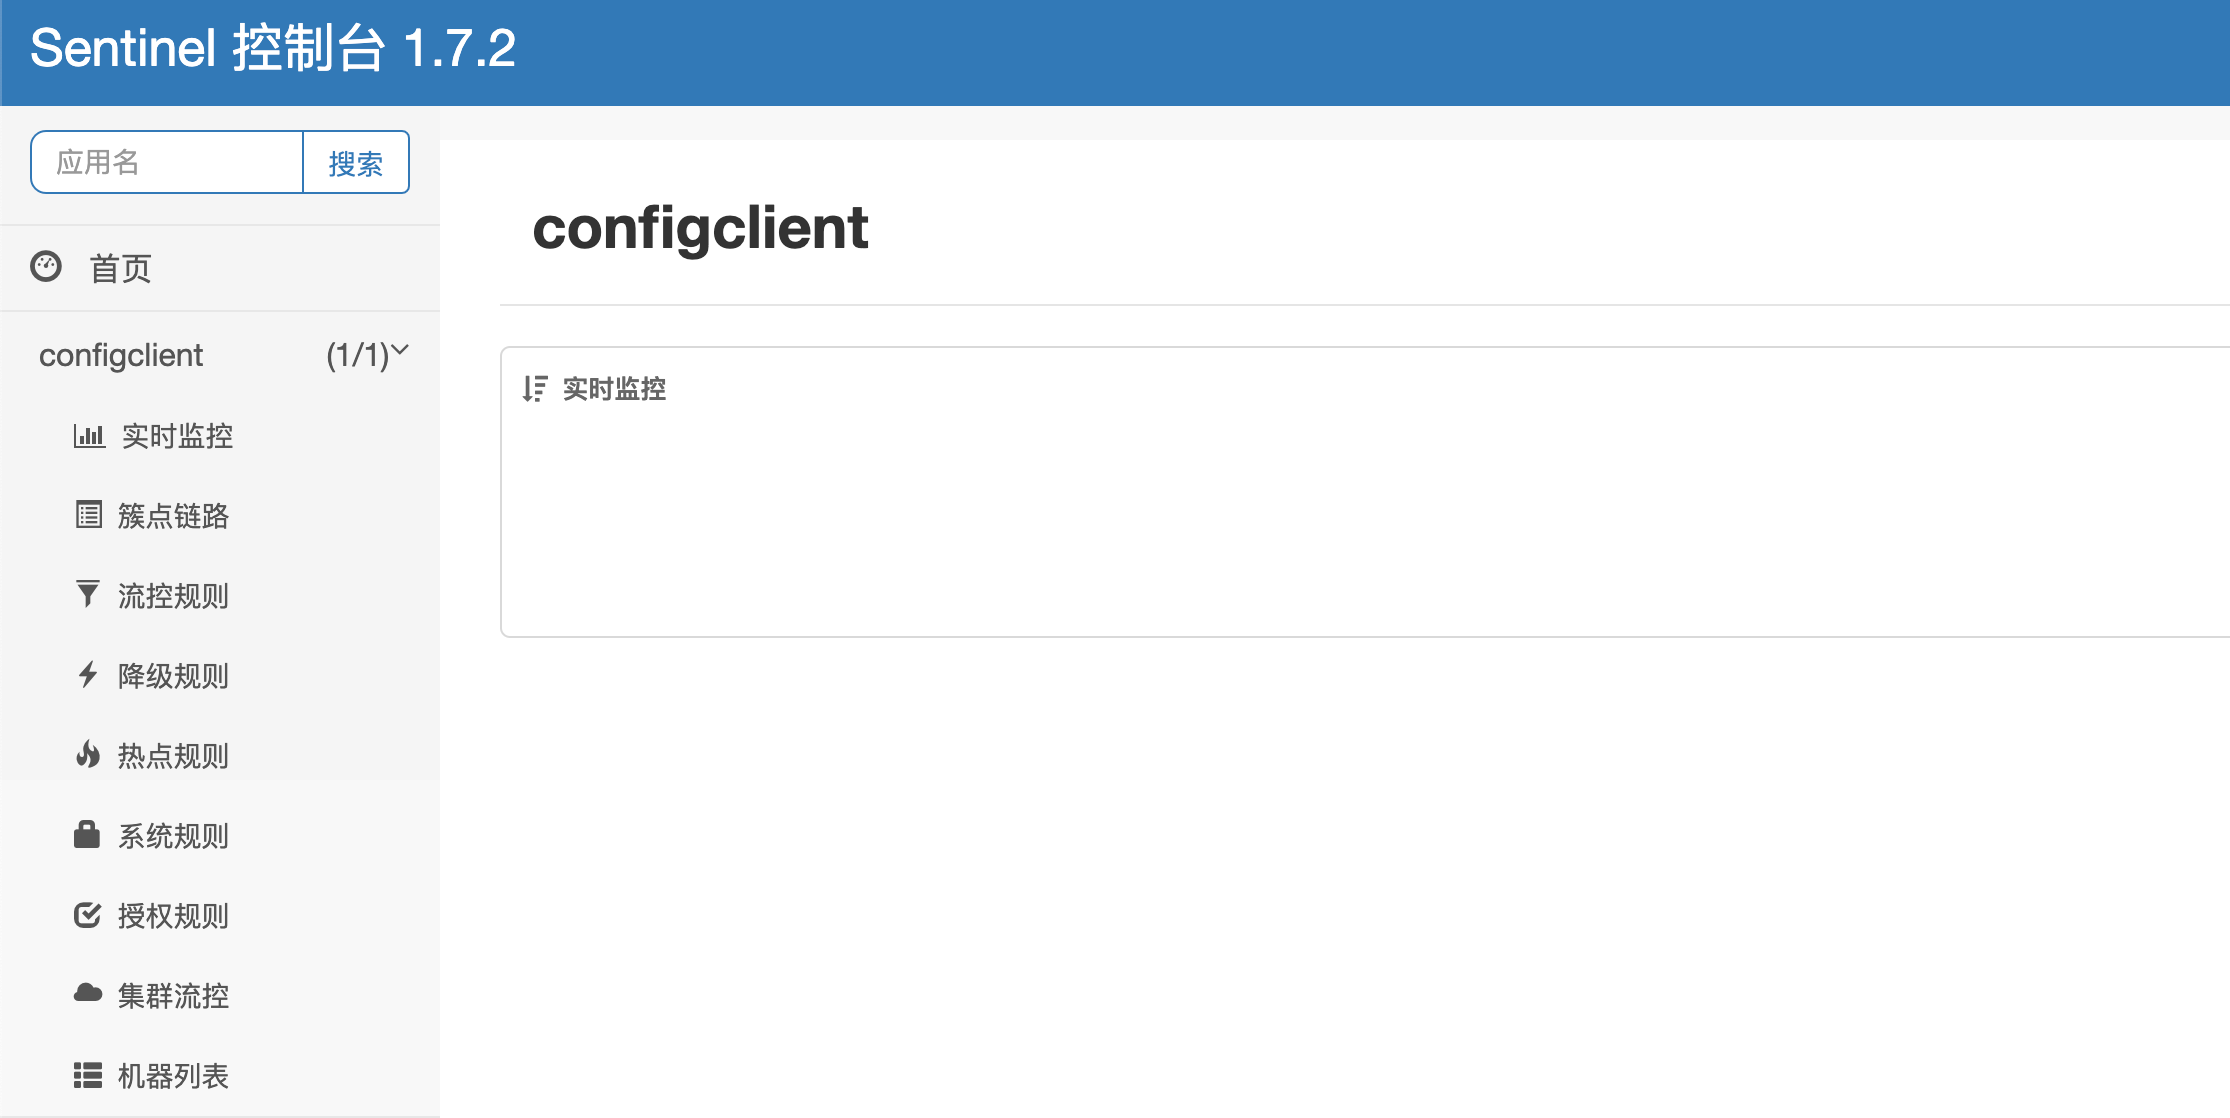 Sentinel 控制台 1.7.2
应用名 搜索
首页
configclient (1/1)
实时监控
簇点链路
流控规则
降级规则
热点规则
系统规则
授权规则
集群流控
机器列表
configclient
实时监控